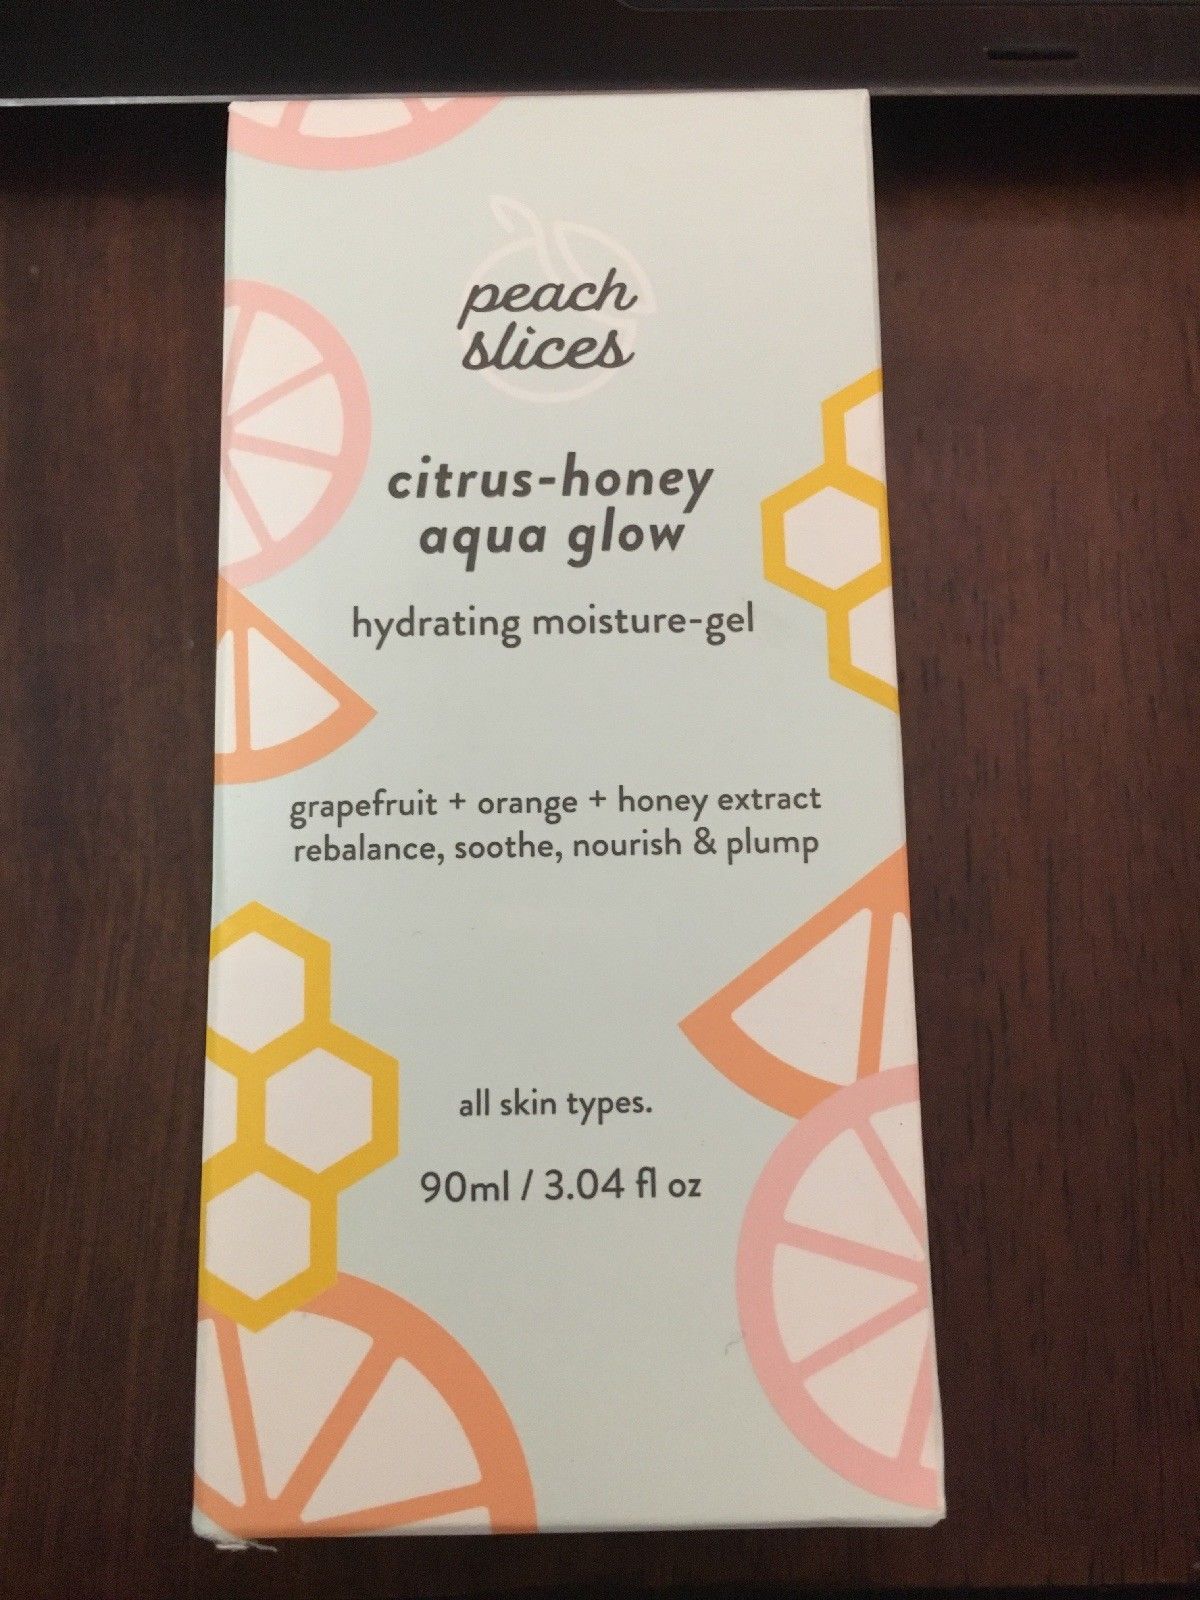 peach
slices
citrus-honey
aqua glow
hydrating moisture-gel
grapefruit + orange + honey extract
rebalance, soothe, nourish & plump
all skin types.
90ml / 3.04 fl oz